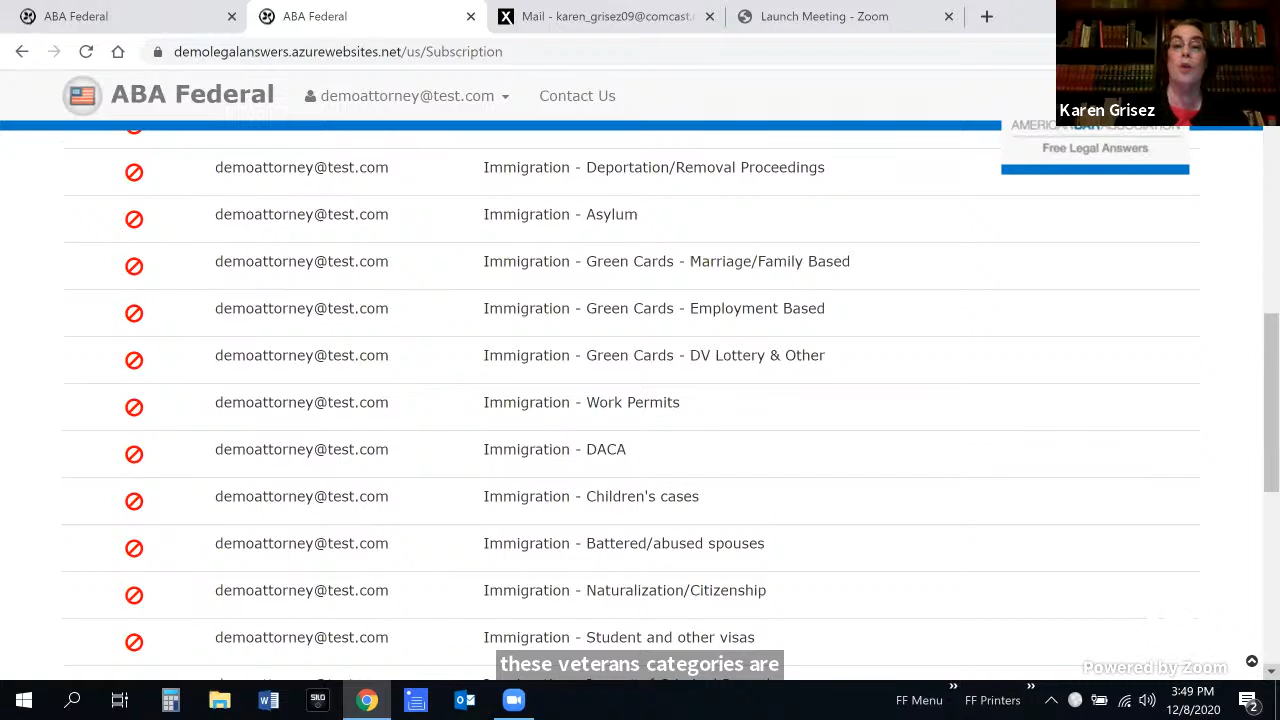 ABA Federal
ABA Federal
Mail - karen_grisez09@comcast.
Launch Meeting - Zoom
demolegalanswers.azurewebsites.net/us/Subscription
ABA Federal
demoattorney@test.com
Contact Us
Karen Grisez
AMERICAN BAR ASSOCIATION
Free Legal Answers
demoattorney@test.com Immigration - Deportation/Removal Proceedings
demoattorney@test.com Immigration - Asylum
demoattorney@test.com Immigration - Green Cards - Marriage/Family Based
demoattorney@test.com Immigration - Green Cards - Employment Based
demoattorney@test.com Immigration - Green Cards - DV Lottery & Other
demoattorney@test.com Immigration - Work Permits
demoattorney@test.com Immigration - DACA
demoattorney@test.com Immigration - Children's cases
demoattorney@test.com Immigration - Battered/abused spouses
demoattorney@test.com Immigration - Naturalization/Citizenship
demoattorney@test.com Immigration - Student and other visas
these veterans categories are
Powered by Zoom
FF Menu
FF Printers
3:49 PM
12/8/2020
2